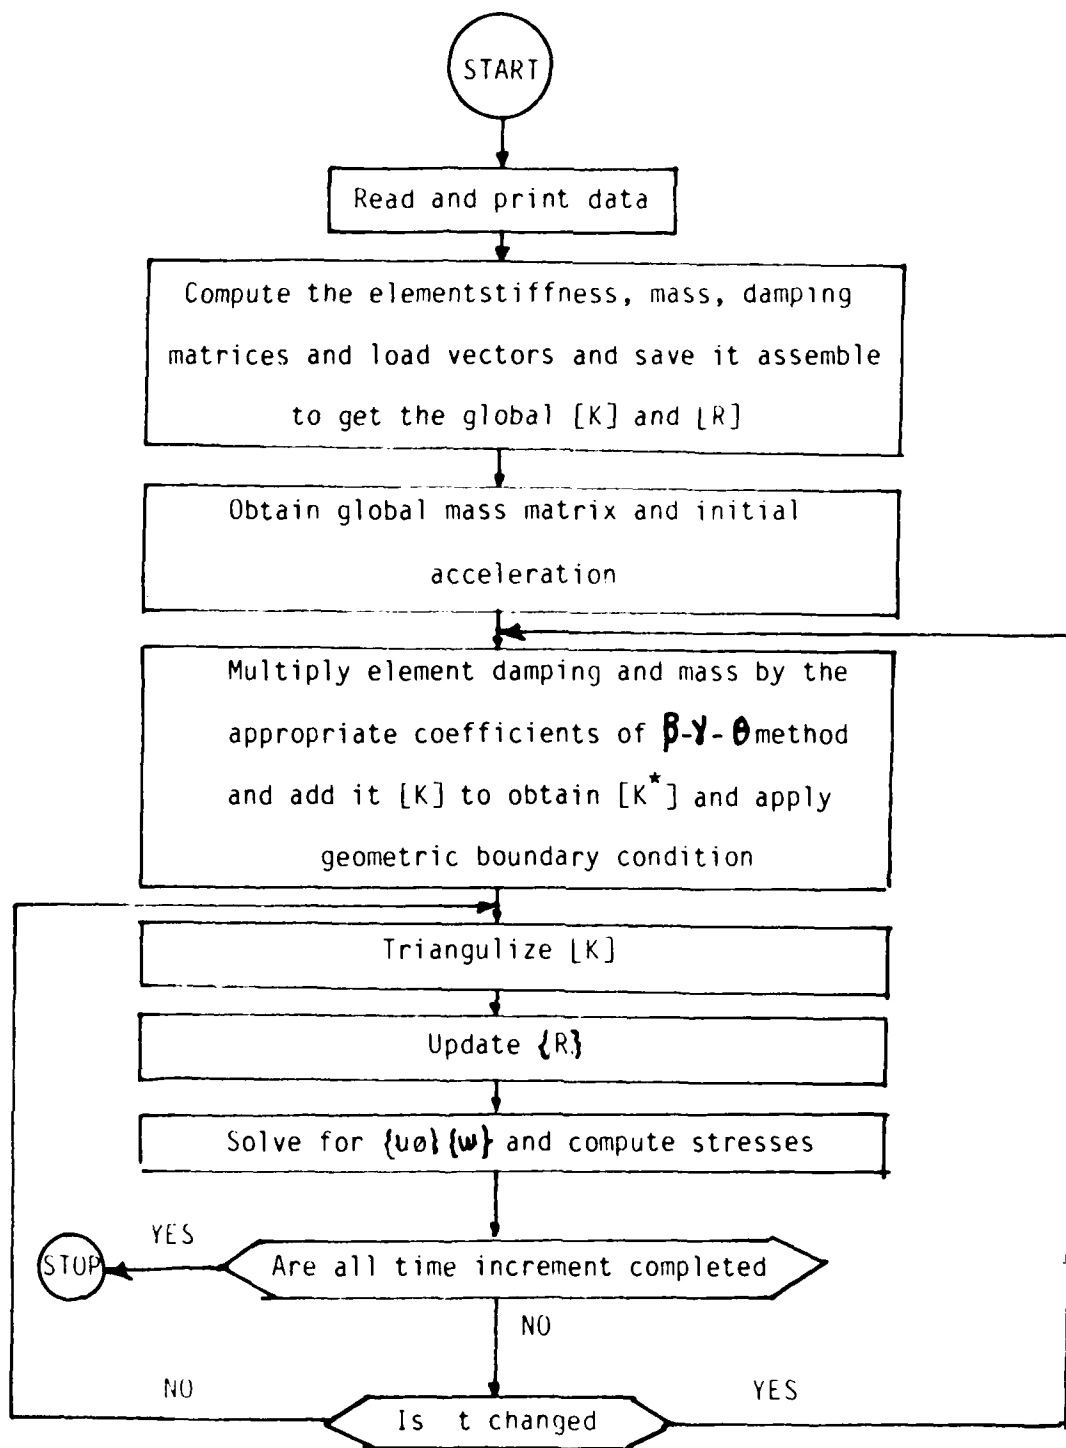 START
Read and print data
Compute the elementstiffness, mass, damping
matrices and load vectors and save it assemble
to get the global [K] and [R]
Obtain global mass matrix and initial
acceleration
Multiply element damping and mass by the
appropriate coefficients of β-γ-θ method
and add it [K] to obtain [K*] and apply
geometric boundary condition
Triangulize [K]
Update {R}
Solve for {uø}{w} and compute stresses
YES
STOP
Are all time increment completed
NO
NO
YES
Is t changed